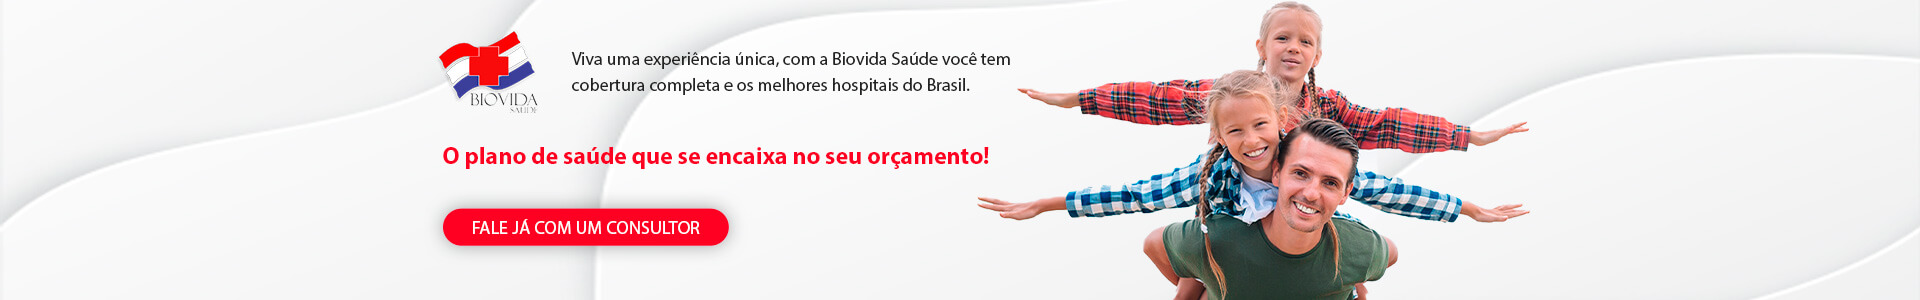 BIOVIDA
SAÚDE
Viva uma experiência única, com a Biovida Saúde você tem
cobertura completa e os melhores hospitais do Brasil.
O plano de saúde que se encaixa no seu orçamento!
FALE JÁ COM UM CONSULTOR